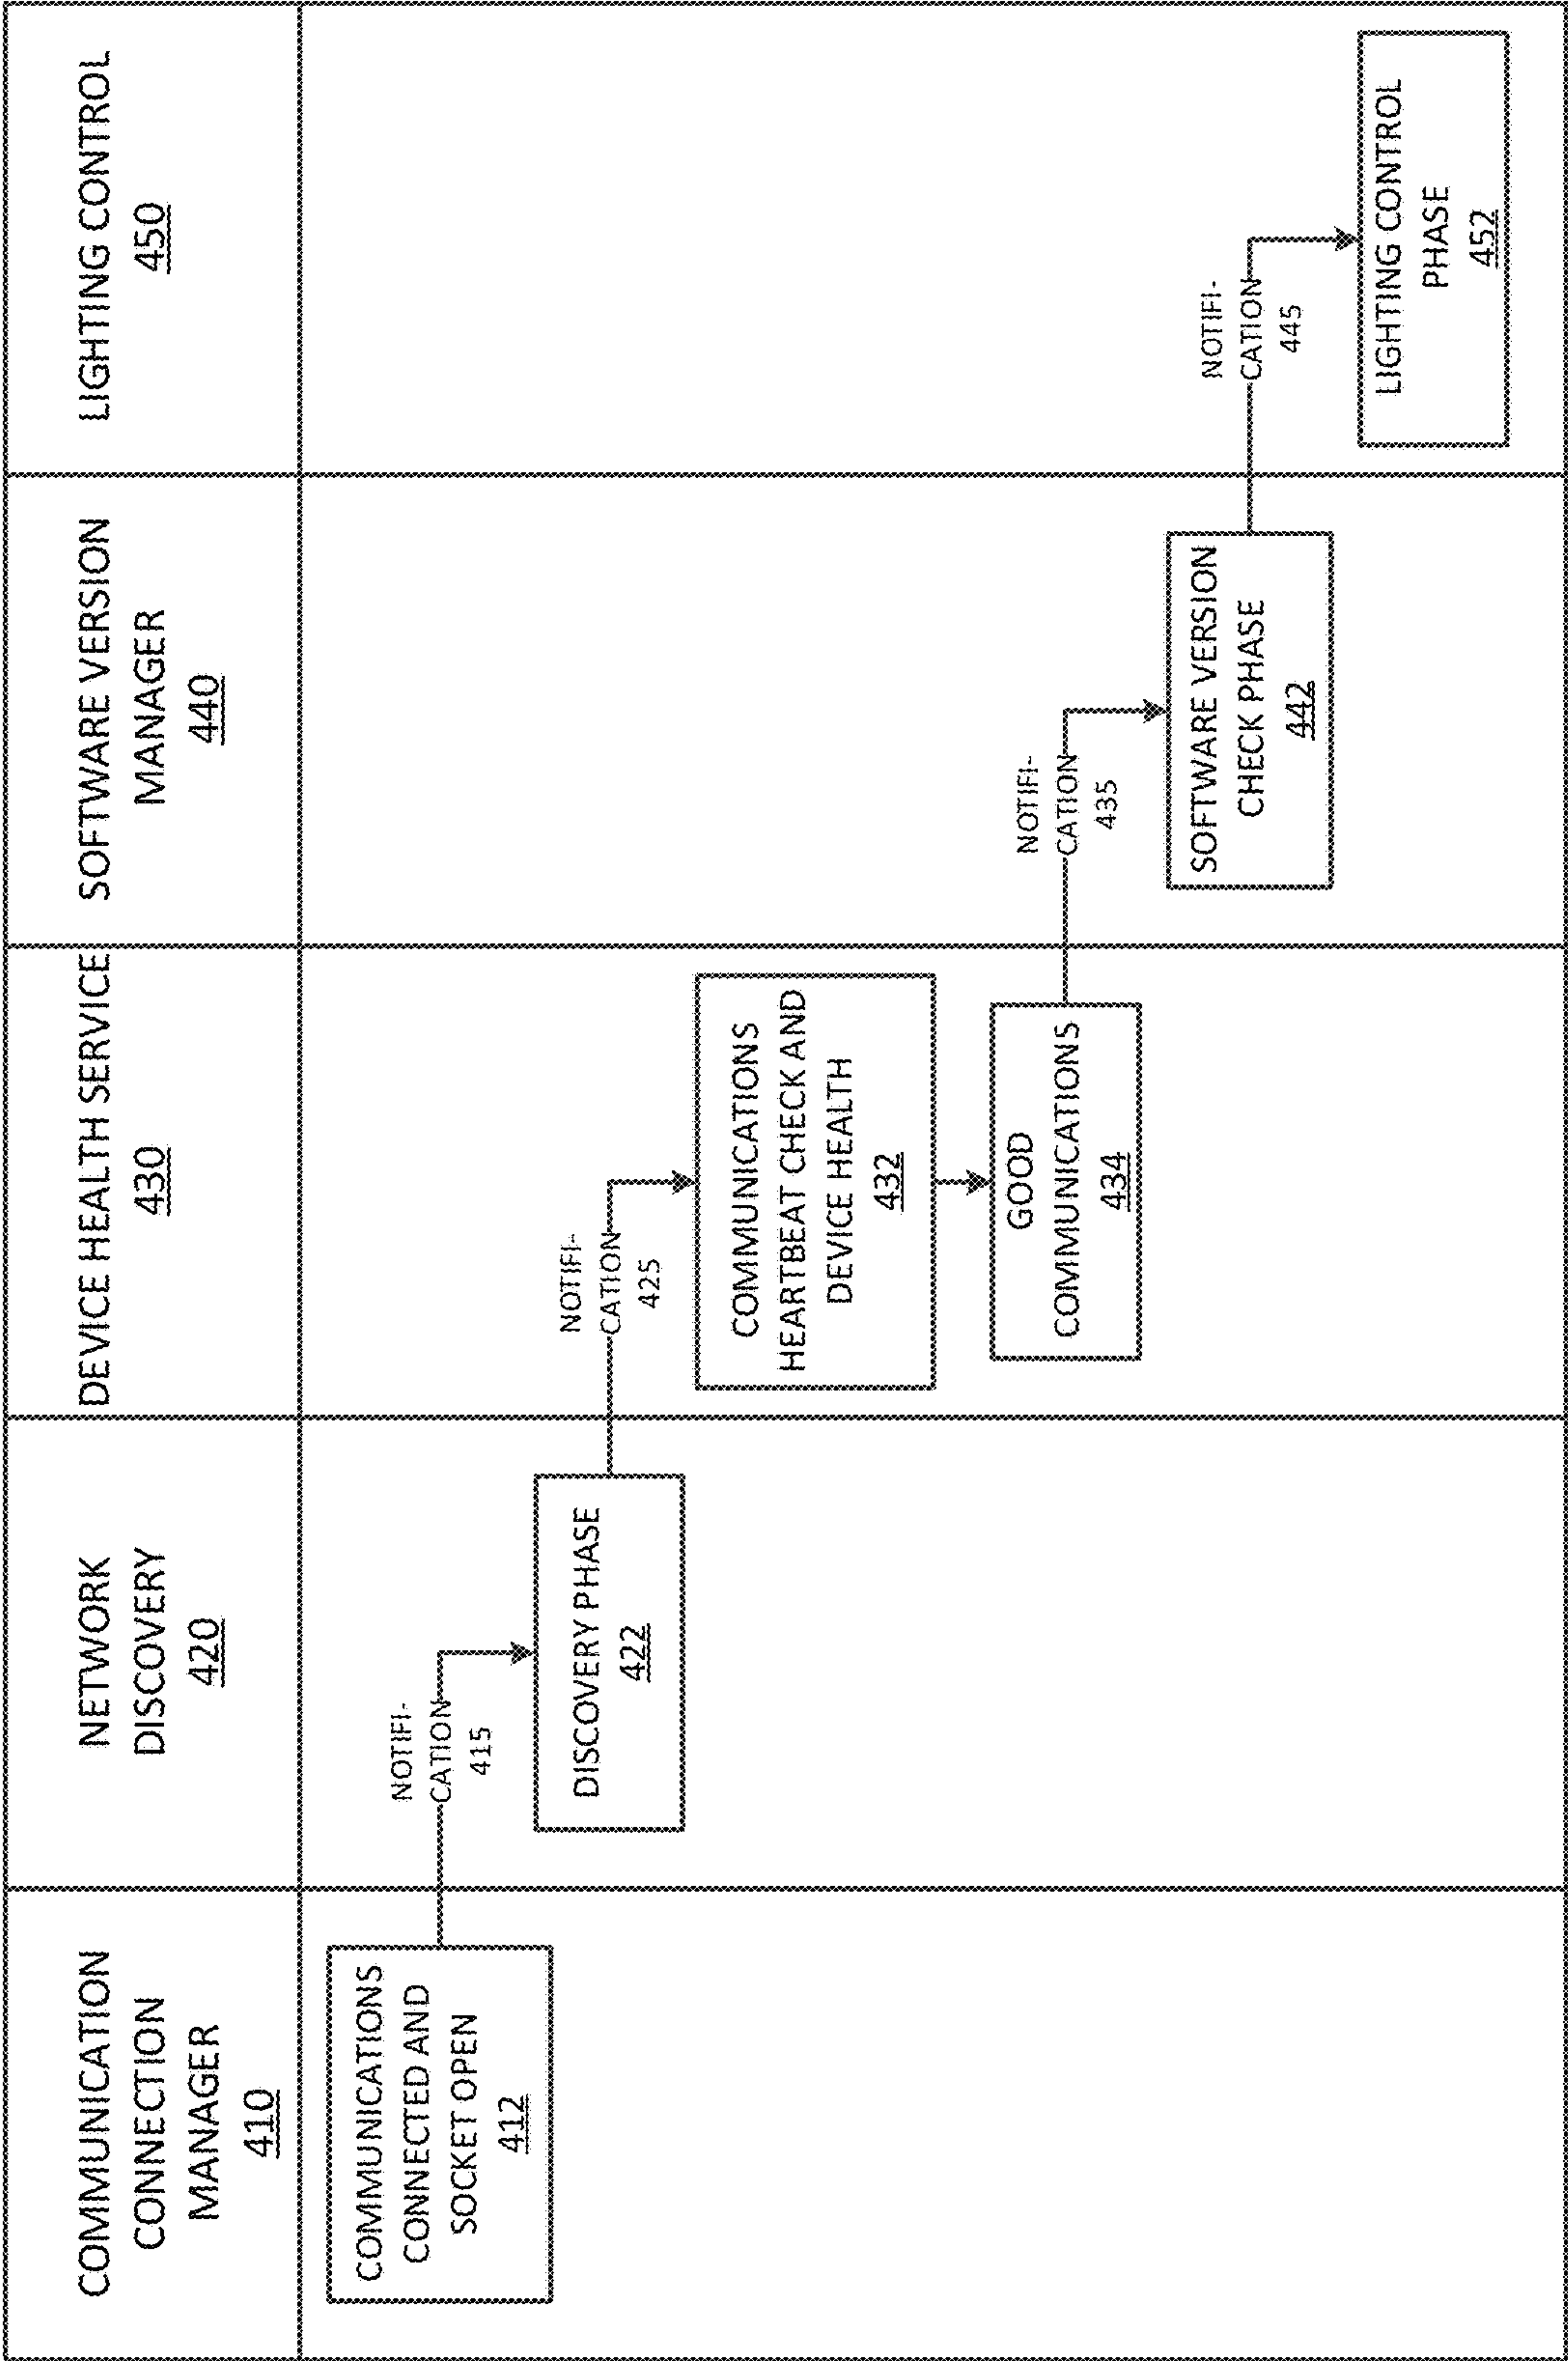 COMMUNICATION
CONNECTION
MANAGER
410
NETWORK
DISCOVERY
420
DEVICE HEALTH SERVICE
430
SOFTWARE VERSION
MANAGER
440
LIGHTING CONTROL
450
COMMUNICATIONS
CONNECTED AND
SOCKET OPEN
412
NOTIFI-
CATION
415
DISCOVERY PHASE
422
NOTIFI-
CATION
425
COMMUNICATIONS
HEARTBEAT CHECK AND
DEVICE HEALTH
432
GOOD
COMMUNICATIONS
434
NOTIFI-
CATION
435
SOFTWARE VERSION
CHECK PHASE
442
NOTIFI-
CATION
445
LIGHTING CONTROL
PHASE
452